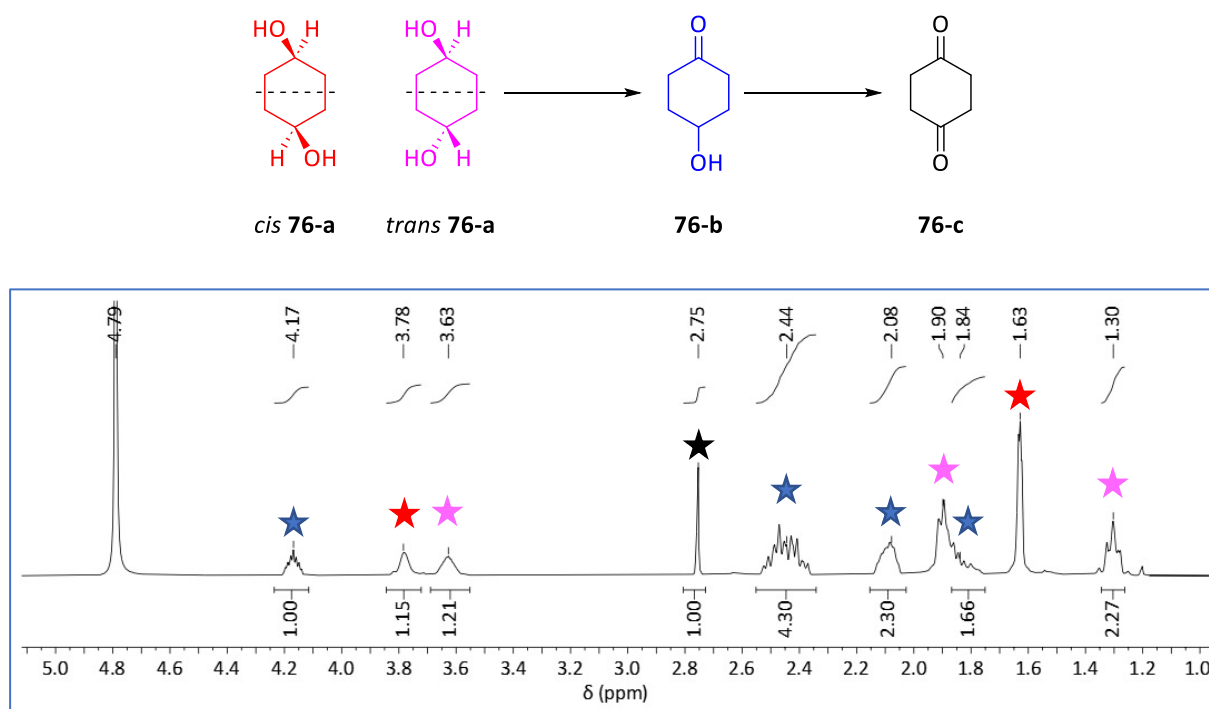 HO H HO H O O
H OH HO H OH O
cis 76-a trans 76-a 76-b 76-c
4.79 4.17 3.78 3.63 2.75 2.44 2.08 1.90 1.84 1.63 1.30
1.00 1.15 1.21 1.00 4.30 2.30 1.66 2.27
5.0 4.8 4.6 4.4 4.2 4.0 3.8 3.6 3.4 3.2 3.0 2.8 2.6 2.4 2.2 2.0 1.8 1.6 1.4 1.2 1.0
δ (ppm)